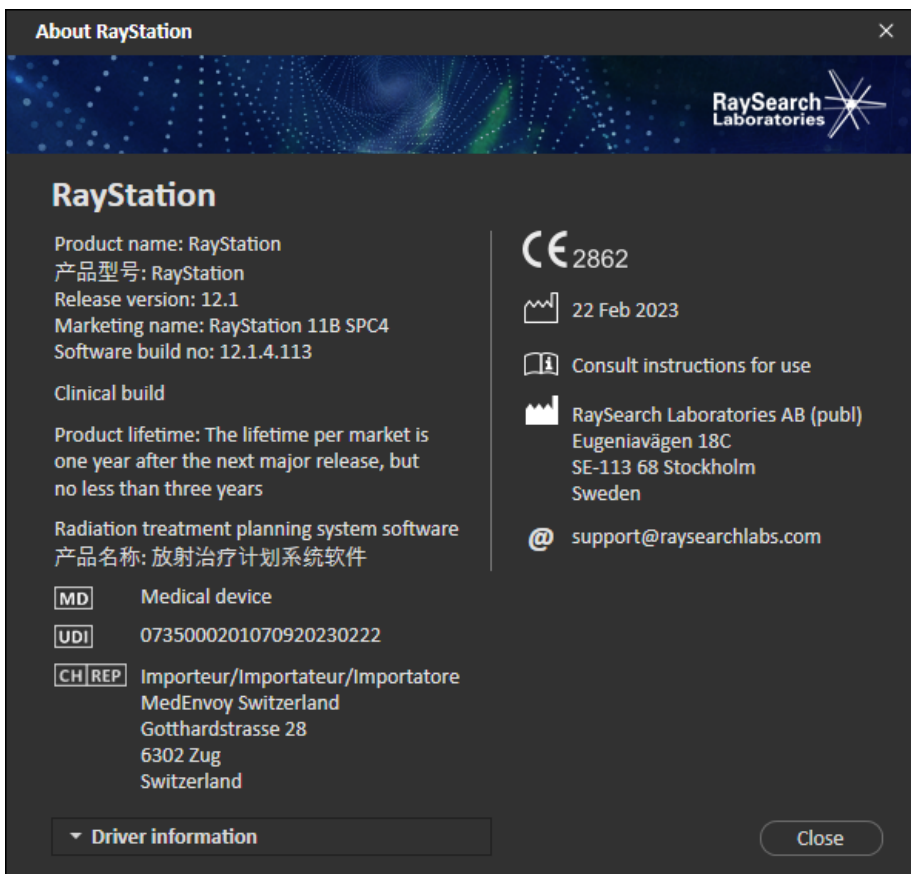 About RayStation
RaySearch
Laboratories
RayStation
Product name: RayStation
产品型号: RayStation
Release version: 12.1
Marketing name: RayStation 11B SPC4
Software build no: 12.1.4.113
Clinical build
Product lifetime: The lifetime per market is
one year after the next major release, but
no less than three years
Radiation treatment planning system software
产品名称: 放射治疗计划系统软件
MD Medical device
UDI 0735000201070920230222
CH REP Importeur/Importateur/Importatore
MedEnvoy Switzerland
Gotthardstrasse 28
6302 Zug
Switzerland
CE 2862
22 Feb 2023
Consult instructions for use
RaySearch Laboratories AB (publ)
Eugeniavägen 18C
SE-113 68 Stockholm
Sweden
@ support@raysearchlabs.com
Driver information
Close